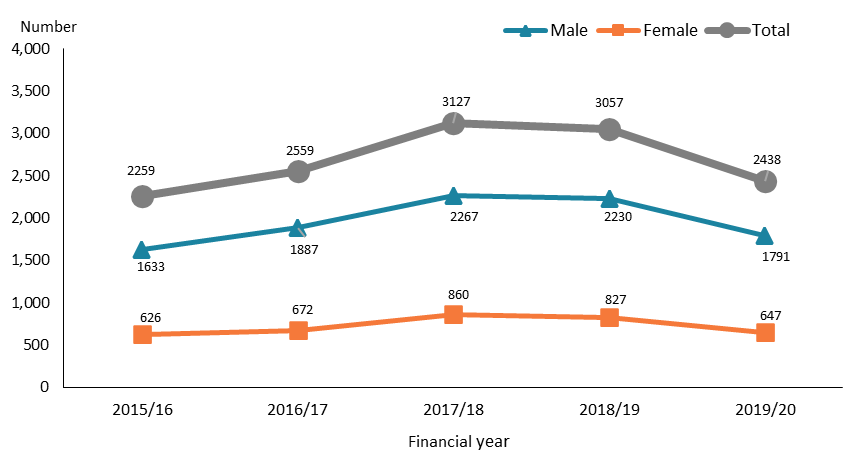 Number
Male Female Total
4,000
3,500
3,000
2,500
2,000
1,500
1,000
500
0
2259 2559 3127 3057 2438
1633 1887 2267 2230 1791
626 672 860 827 647
2015/16 2016/17 2017/18 2018/19 2019/20
Financial year